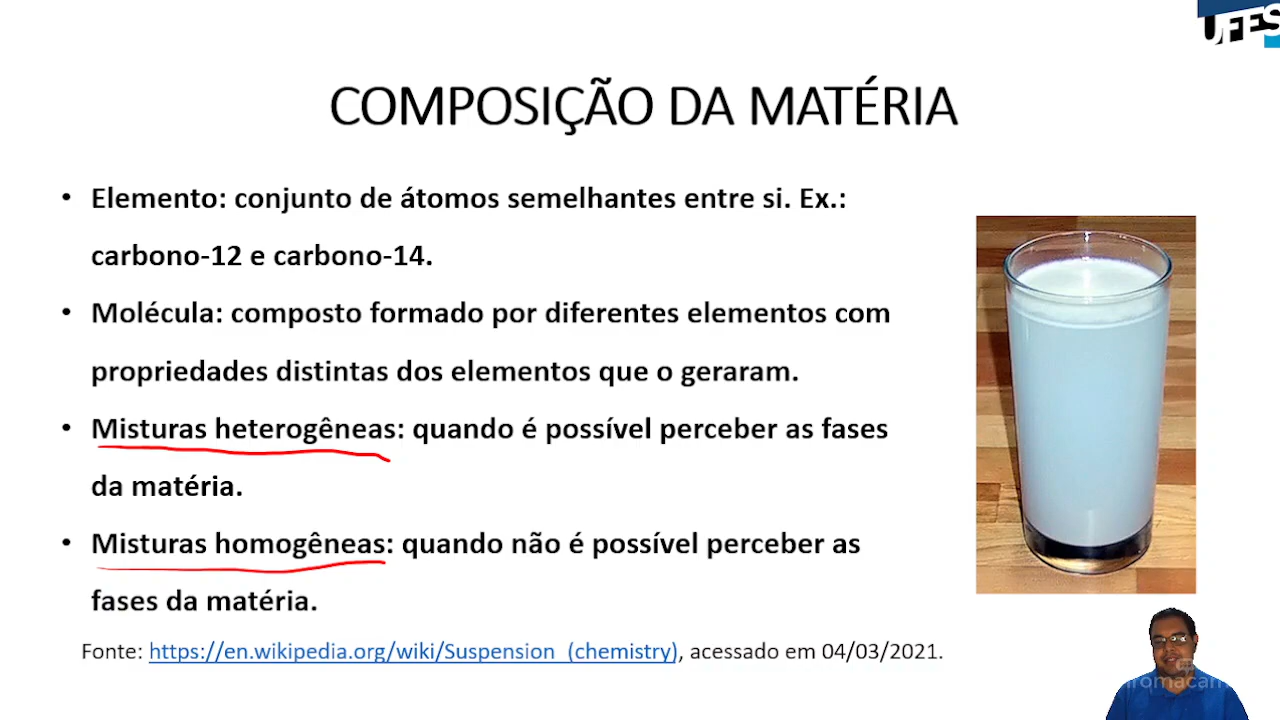 UFES
COMPOSIÇÃO DA MATÉRIA
• Elemento: conjunto de átomos semelhantes entre si. Ex.:
carbono-12 e carbono-14.
• Molécula: composto formado por diferentes elementos com
propriedades distintas dos elementos que o geraram.
• Misturas heterogêneas: quando é possível perceber as fases
da matéria.
• Misturas homogêneas: quando não é possível perceber as
fases da matéria.
Fonte: https://en.wikipedia.org/wiki/Suspension_(chemistry), acessado em 04/03/2021.